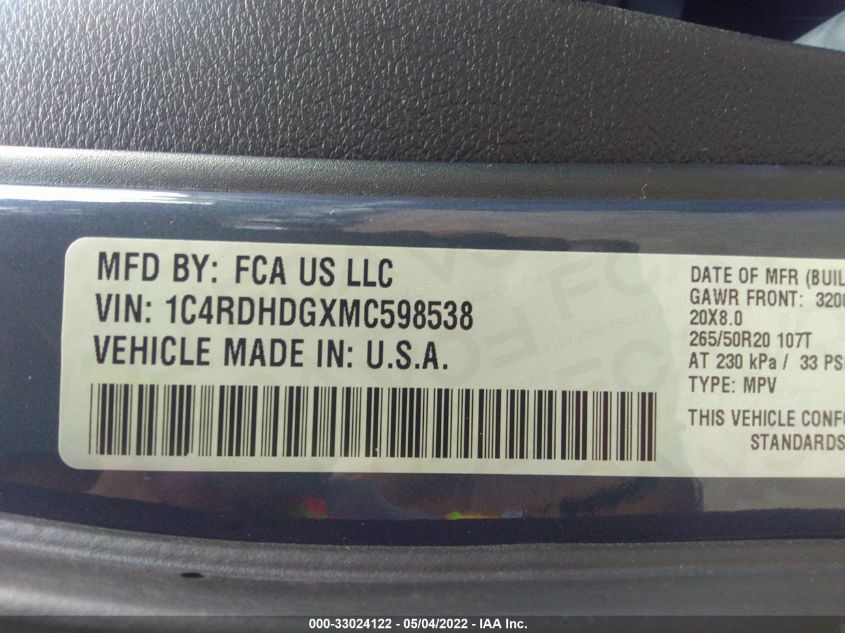 MFD BY: FCA US LLC
VIN: 1C4RDHDGXMC598538
VEHICLE MADE IN: U.S.A.
DATE OF MFR (BUIL
GAWR FRONT: 320
20X8.0
265/50R20 107T
AT 230 kPa / 33 PS
TYPE: MPV
THIS VEHICLE CONFO
STANDARDS
000-33024122 - 05/04/2022 - IAA Inc.